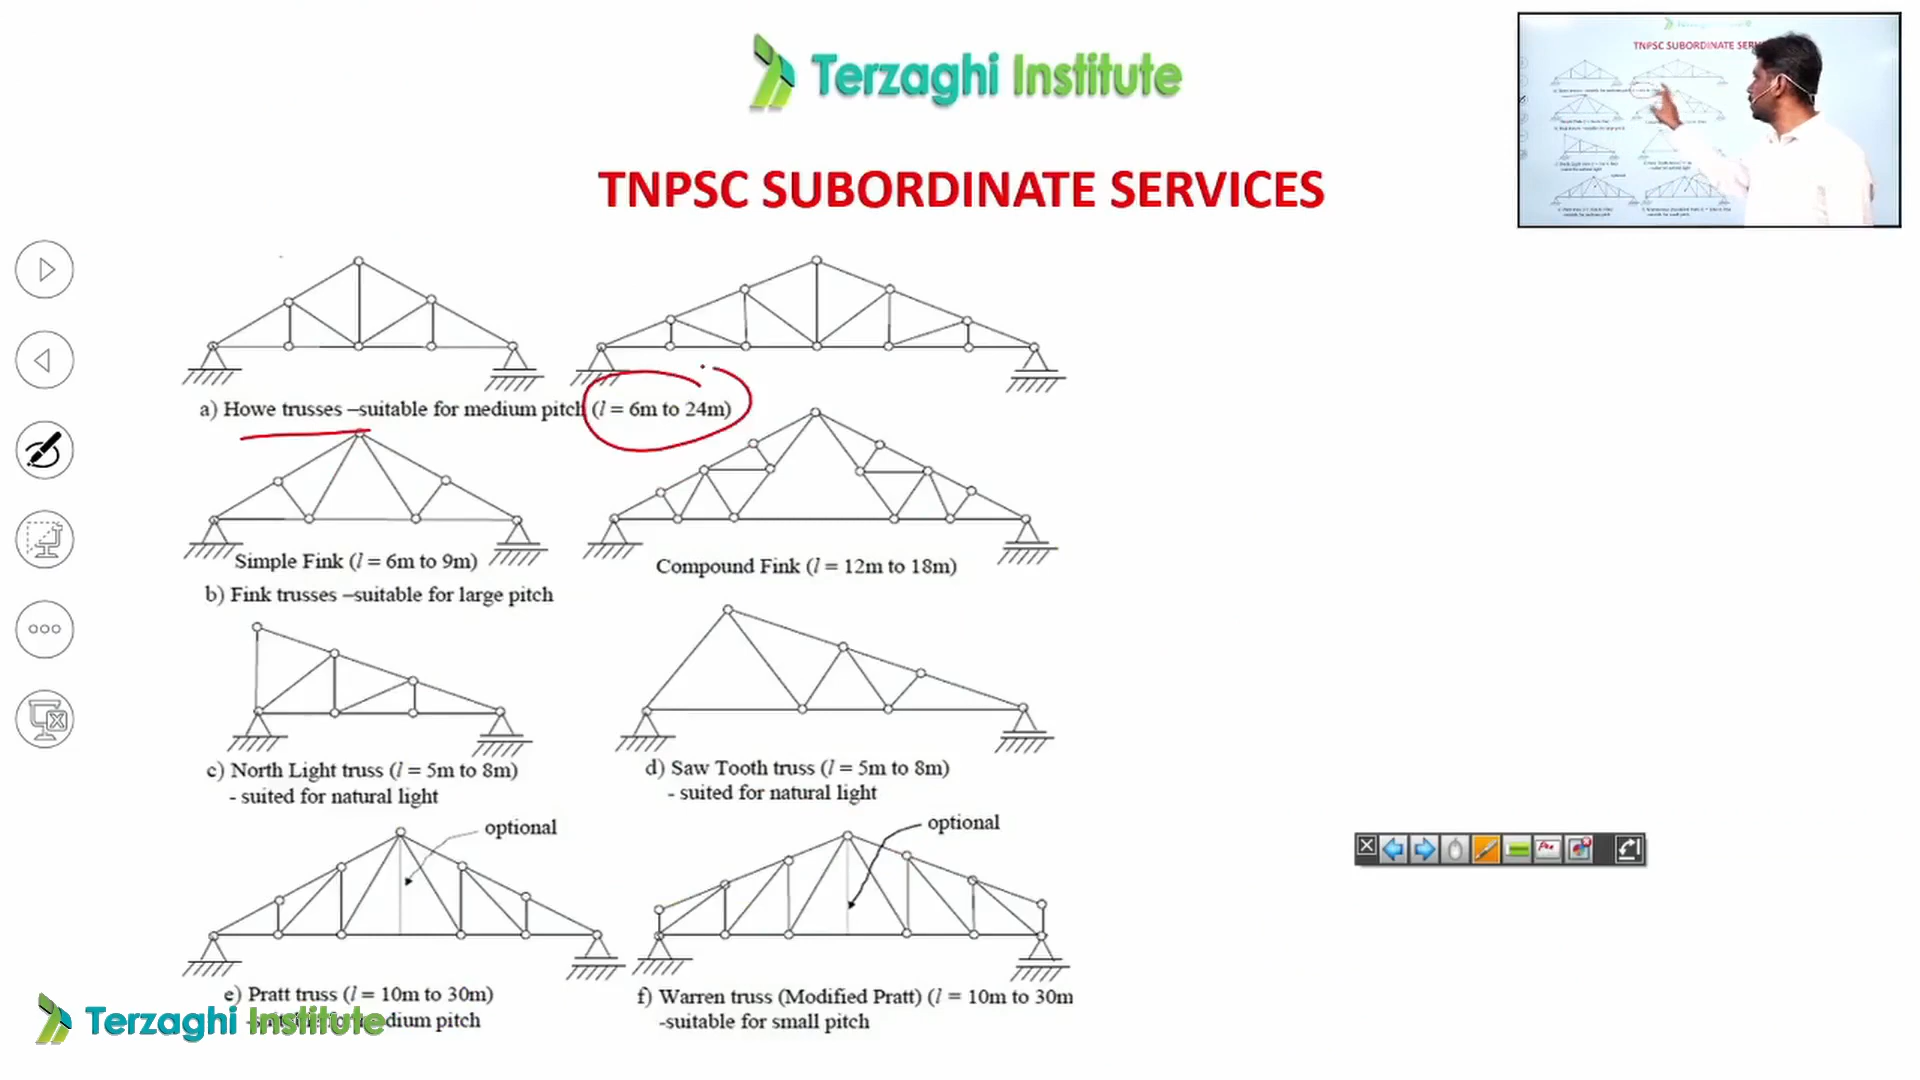 Terzaghi Institute
TNPSC SUBORDINATE SERVICES
TNPSC SUBORDINATE
a) Howe trusses –suitable for medium pitch (l = 6m to 24m)
Simple Fink (l = 6m to 9m)
Compound Fink (l = 12m to 18m)
b) Fink trusses –suitable for large pitch
c) North Light truss (l = 5m to 8m)
- suited for natural light
d) Saw Tooth truss (l = 5m to 8m)
- suited for natural light
optional
optional
e) Pratt truss (l = 10m to 30m)
medium pitch
f) Warren truss (Modified Pratt) (l = 10m to 30m
-suitable for small pitch
Terzaghi Institute